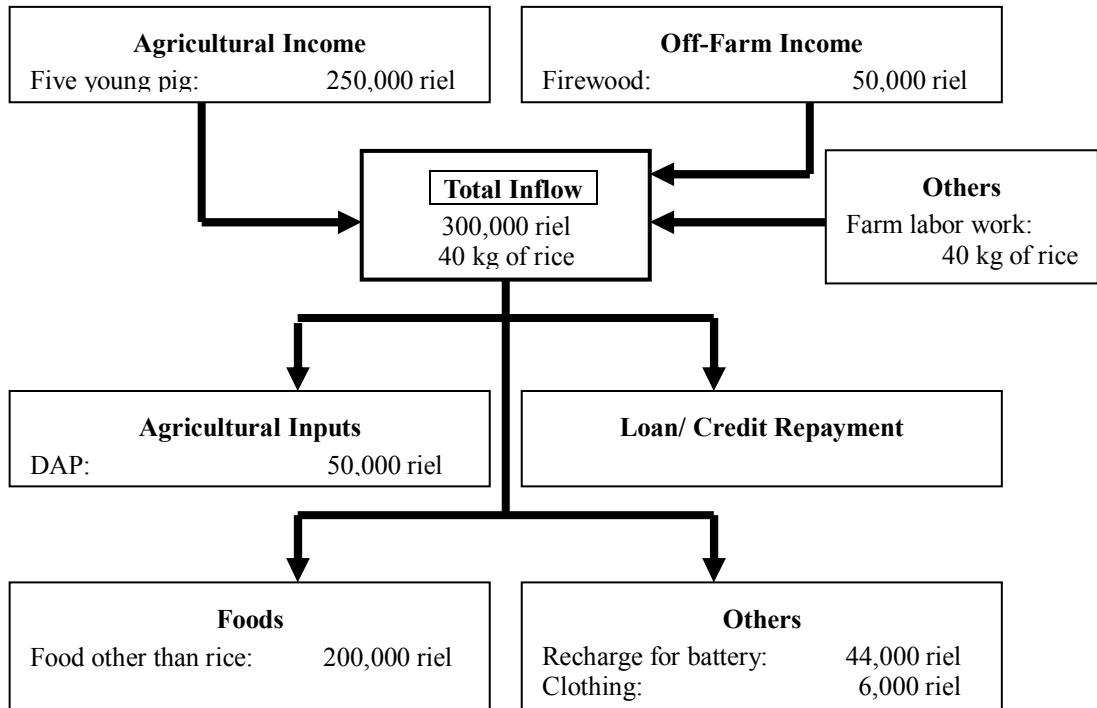 Agricultural Income
Five young pig: 250,000 riel
Off-Farm Income
Firewood: 50,000 riel
Total Inflow
300,000 riel
40 kg of rice
Others
Farm labor work:
40 kg of rice
Agricultural Inputs
DAP: 50,000 riel
Loan/ Credit Repayment
Foods
Food other than rice: 200,000 riel
Others
Recharge for battery: 44,000 riel
Clothing: 6,000 riel